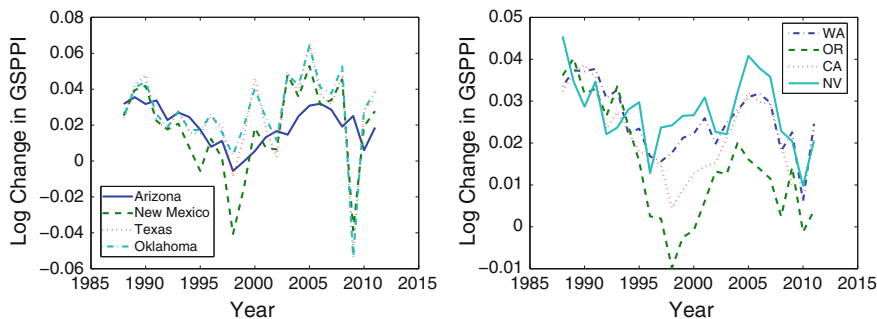 Log Change in GSPPI
0.08
0.06
0.04
0.02
0
−0.02
−0.04
−0.06
1985 1990 1995 2000 2005 2010 2015
Year
Arizona
New Mexico
Texas
Oklahoma
Log Change in GSPPI
0.05
0.04
0.03
0.02
0.01
0
−0.01
1985 1990 1995 2000 2005 2010 2015
Year
WA
OR
CA
NV